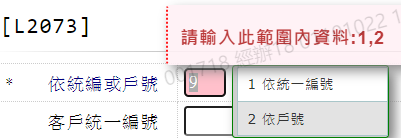 [L2073]
請輸入此範圍內資料:1,2
* 依統編或戶號 9
1 依統一編號
客戶統一編號
2 依戶號